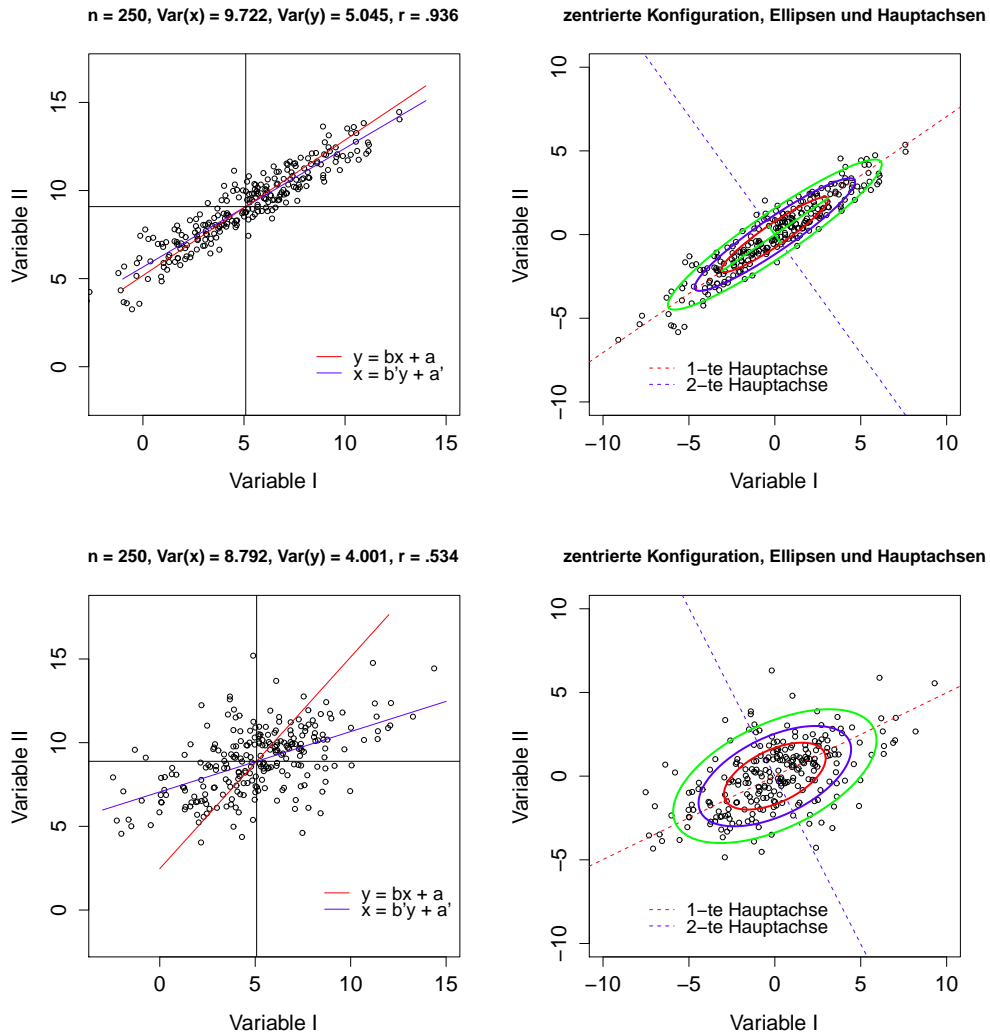 n = 250, Var(x) = 9.722, Var(y) = 5.045, r = .936
Variable II
15
10
5
0
0
5
10
15
Variable I
y = bx + a
x = b'y + a'
zentrierte Konfiguration, Ellipsen und Hauptachsen
Variable II
10
5
0
−5
−10
−10
−5
0
5
10
Variable I
1−te Hauptachse
2−te Hauptachse
n = 250, Var(x) = 8.792, Var(y) = 4.001, r = .534
Variable II
15
10
5
0
0
5
10
15
Variable I
y = bx + a
x = b'y + a'
zentrierte Konfiguration, Ellipsen und Hauptachsen
Variable II
10
5
0
−5
−10
−10
−5
0
5
10
Variable I
1−te Hauptachse
2−te Hauptachse